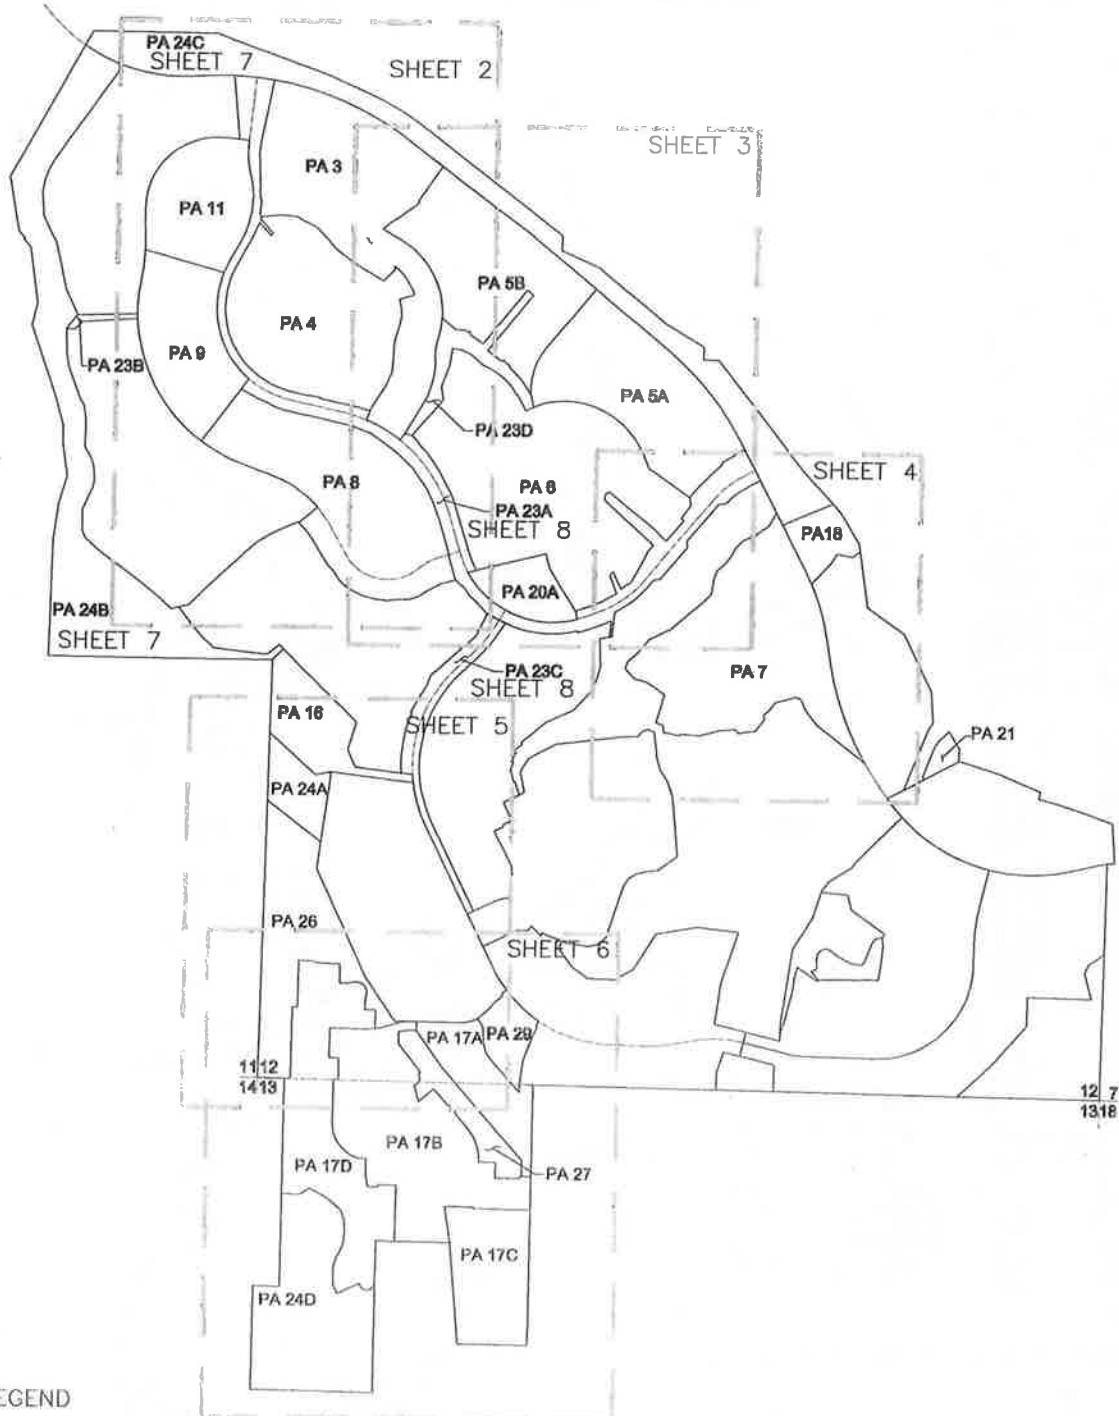 PA 24C
SHEET 7
SHEET 2
SHEET 3
PA 3
PA 11
PA 5B
PA 4
PA 9
PA 23B
PA 5A
PA 23D
SHEET 4
PA 8
PA 6
PA 23A
SHEET 8
PA18
PA 20A
PA 24B
SHEET 7
PA 23C
SHEET 8
PA 7
PA 16
SHEET 5
PA 21
PA 24A
PA 26
SHEET 6
PA 17A
PA 28
11 12
14 13
12 7
13 18
PA 17B
PA 17D
PA 27
PA 17C
PA 24D
EGEND